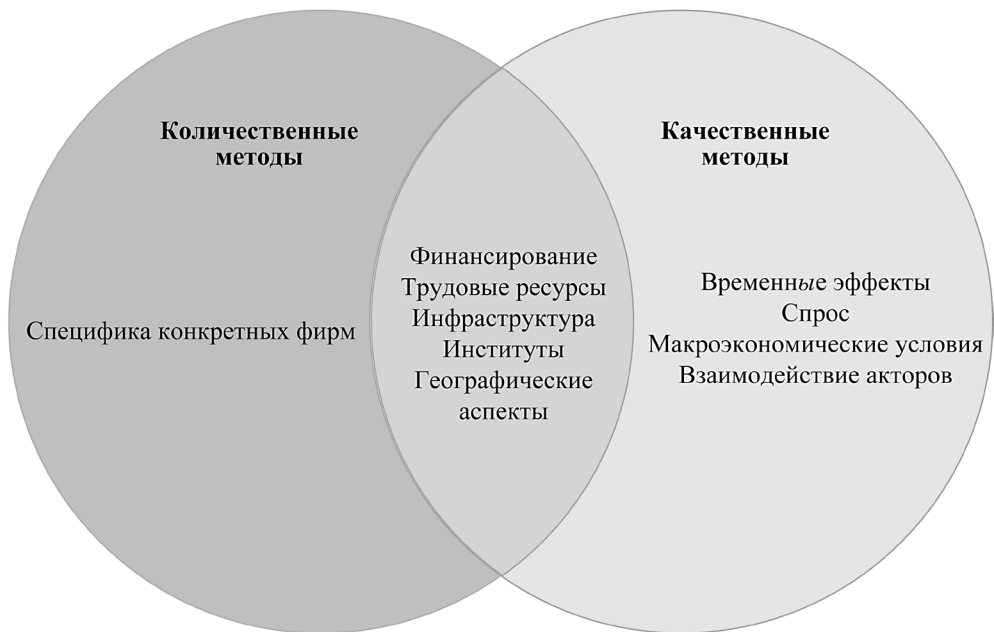 Количественные
методы
Специфика конкретных фирм
Финансирование
Трудовые ресурсы
Инфраструктура
Институты
Географические
аспекты
Качественные
методы
Временные эффекты
Спрос
Макроэкономические условия
Взаимодействие акторов